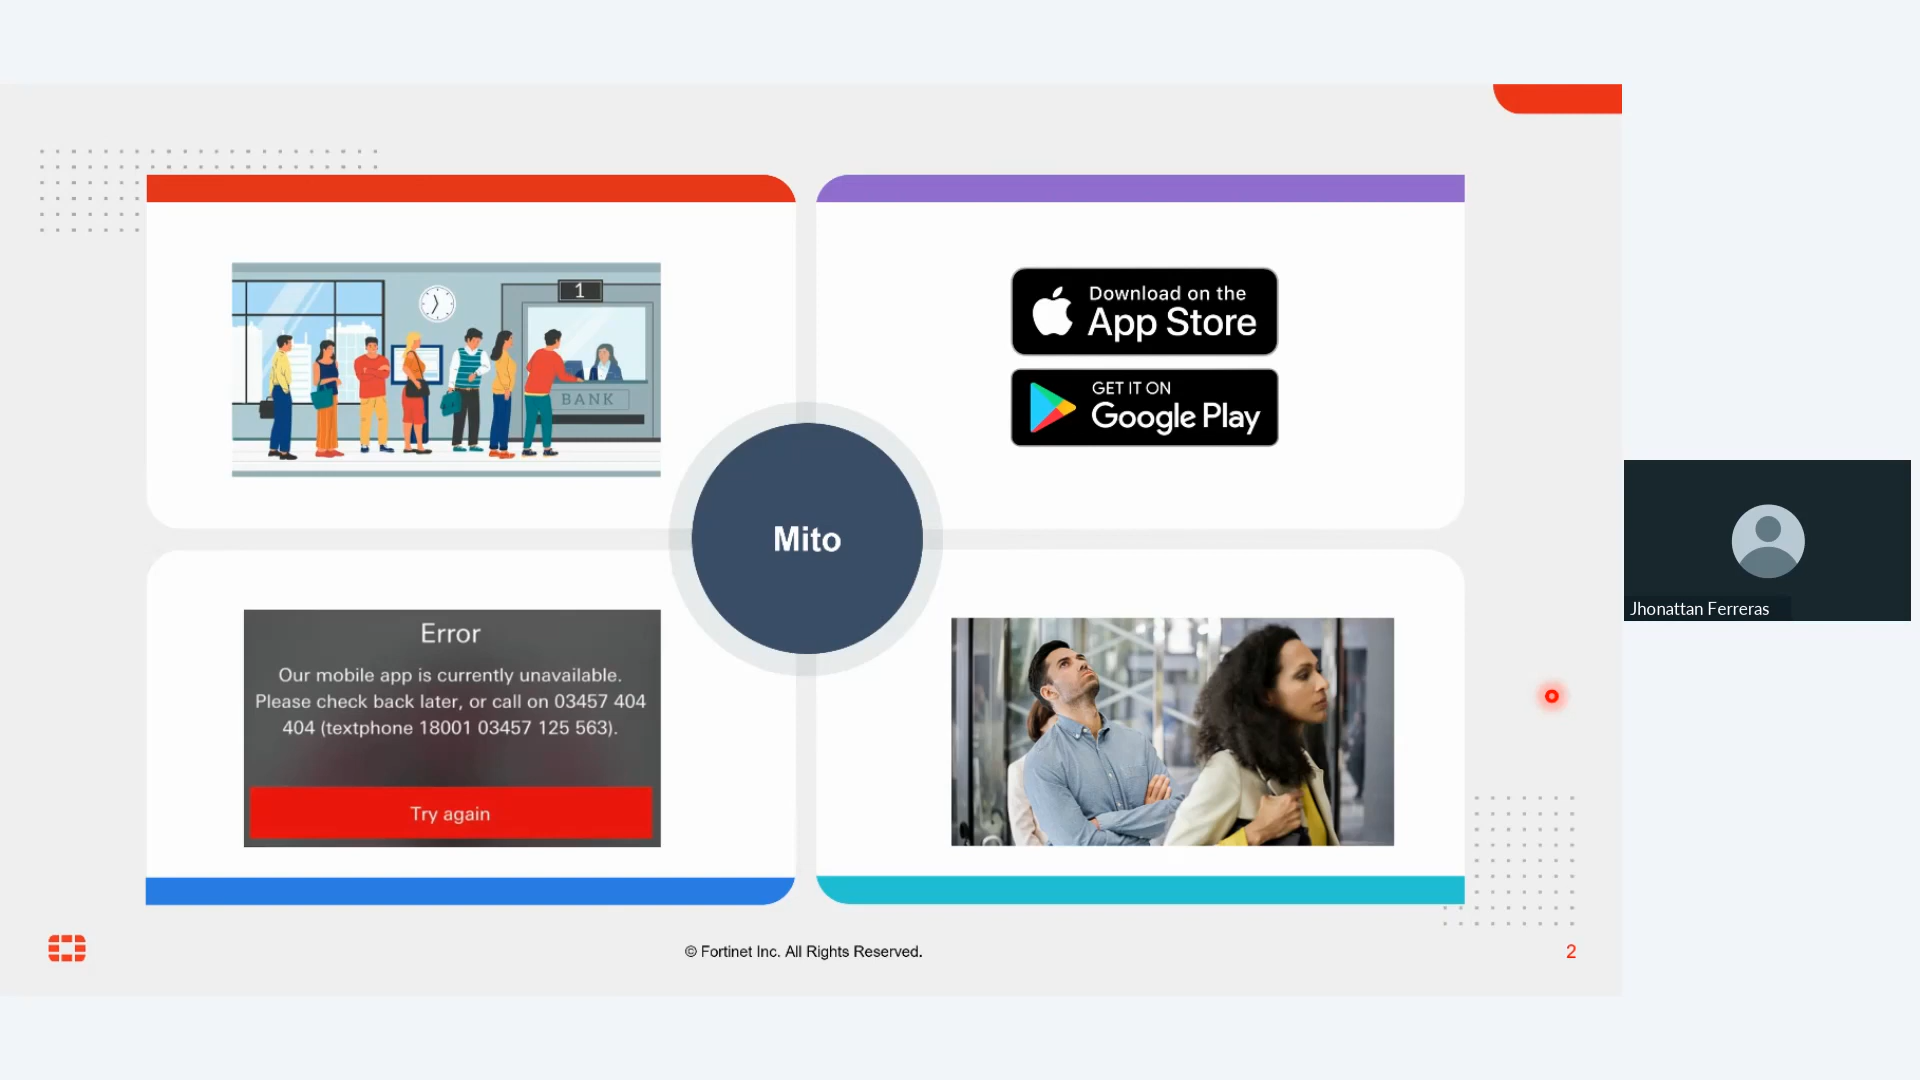 1
BANK
Download on the
App Store
GET IT ON
Google Play
Mito
Error
Our mobile app is currently unavailable.
Please check back later, or call on 03457 404
404 (textphone 18001 03457 125 563).
Try again
Jhonattan Ferreras
© Fortinet Inc. All Rights Reserved.
2